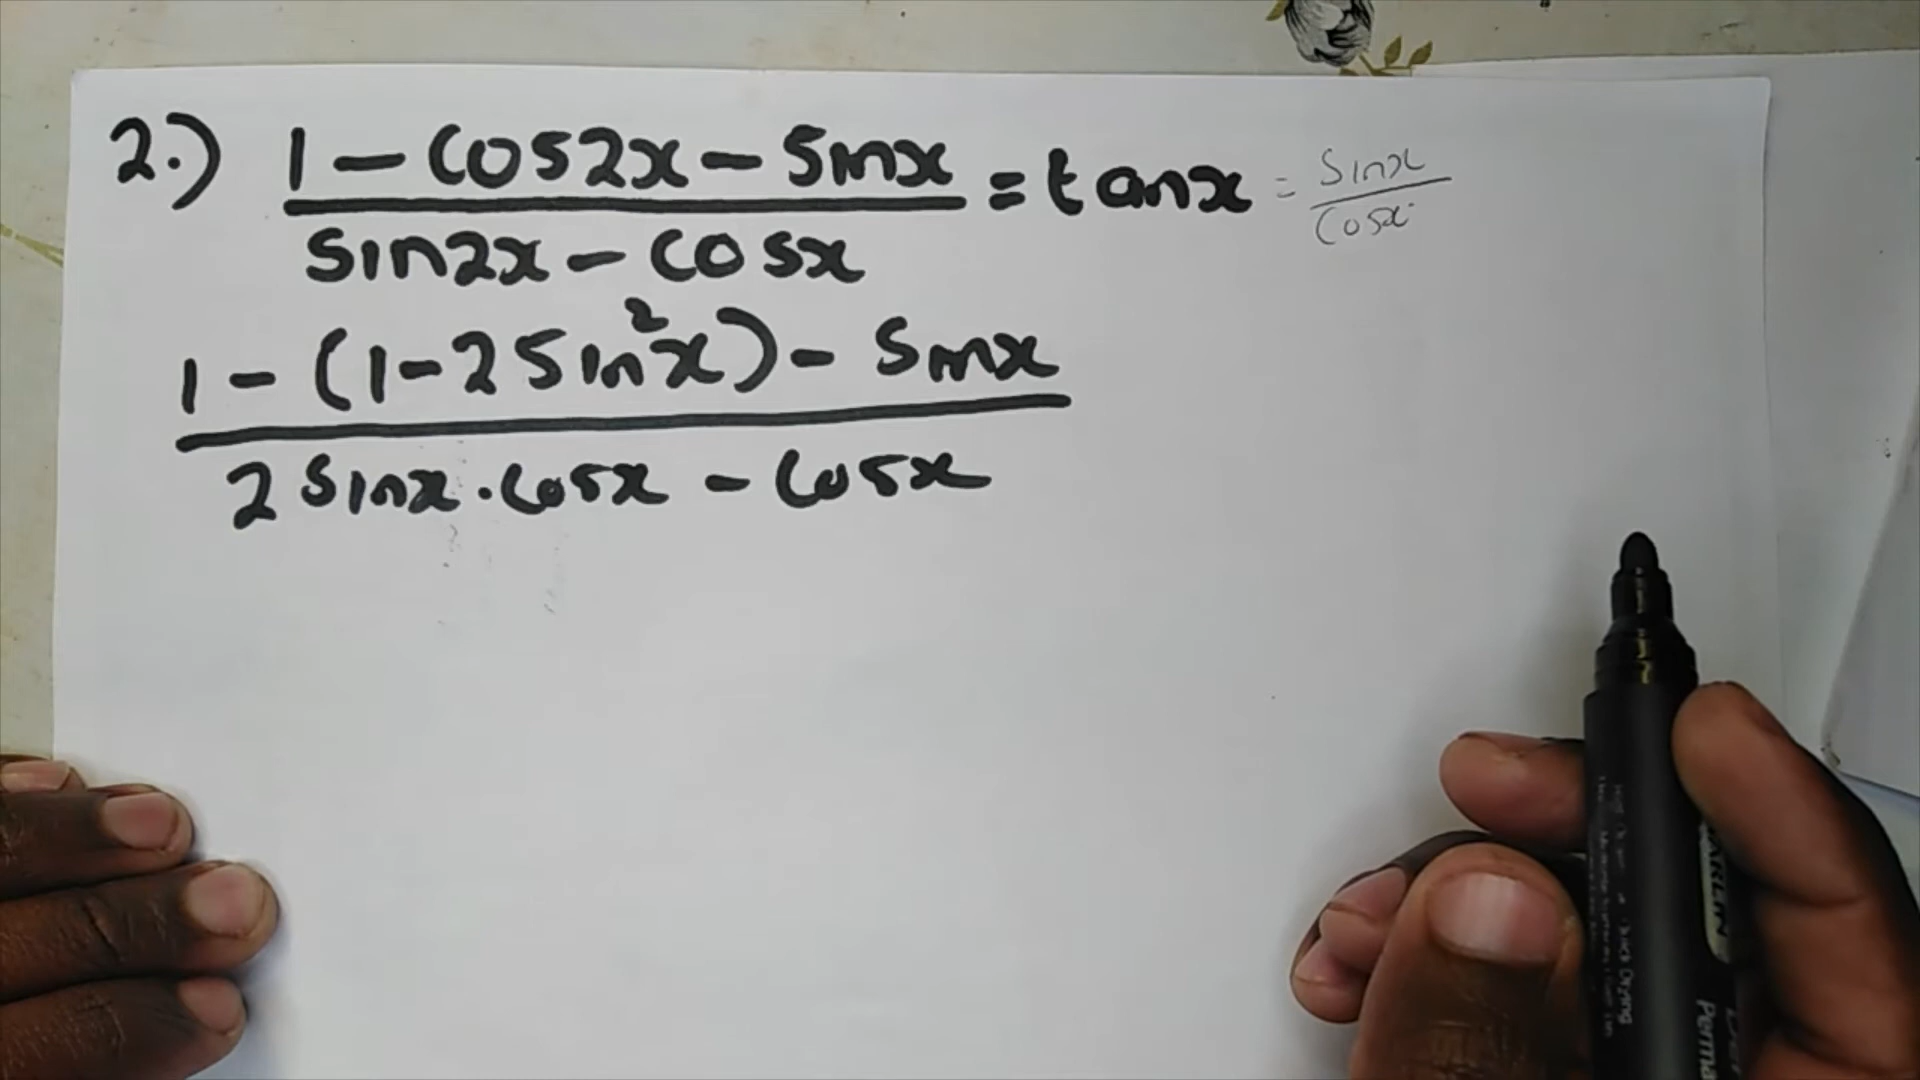 2.) 1 - cos2x - sinx / sin2x - cosx = tanx = sinx / cosx
1 - (1-2sin²x) - sinx / 2sinx·cosx - cosx